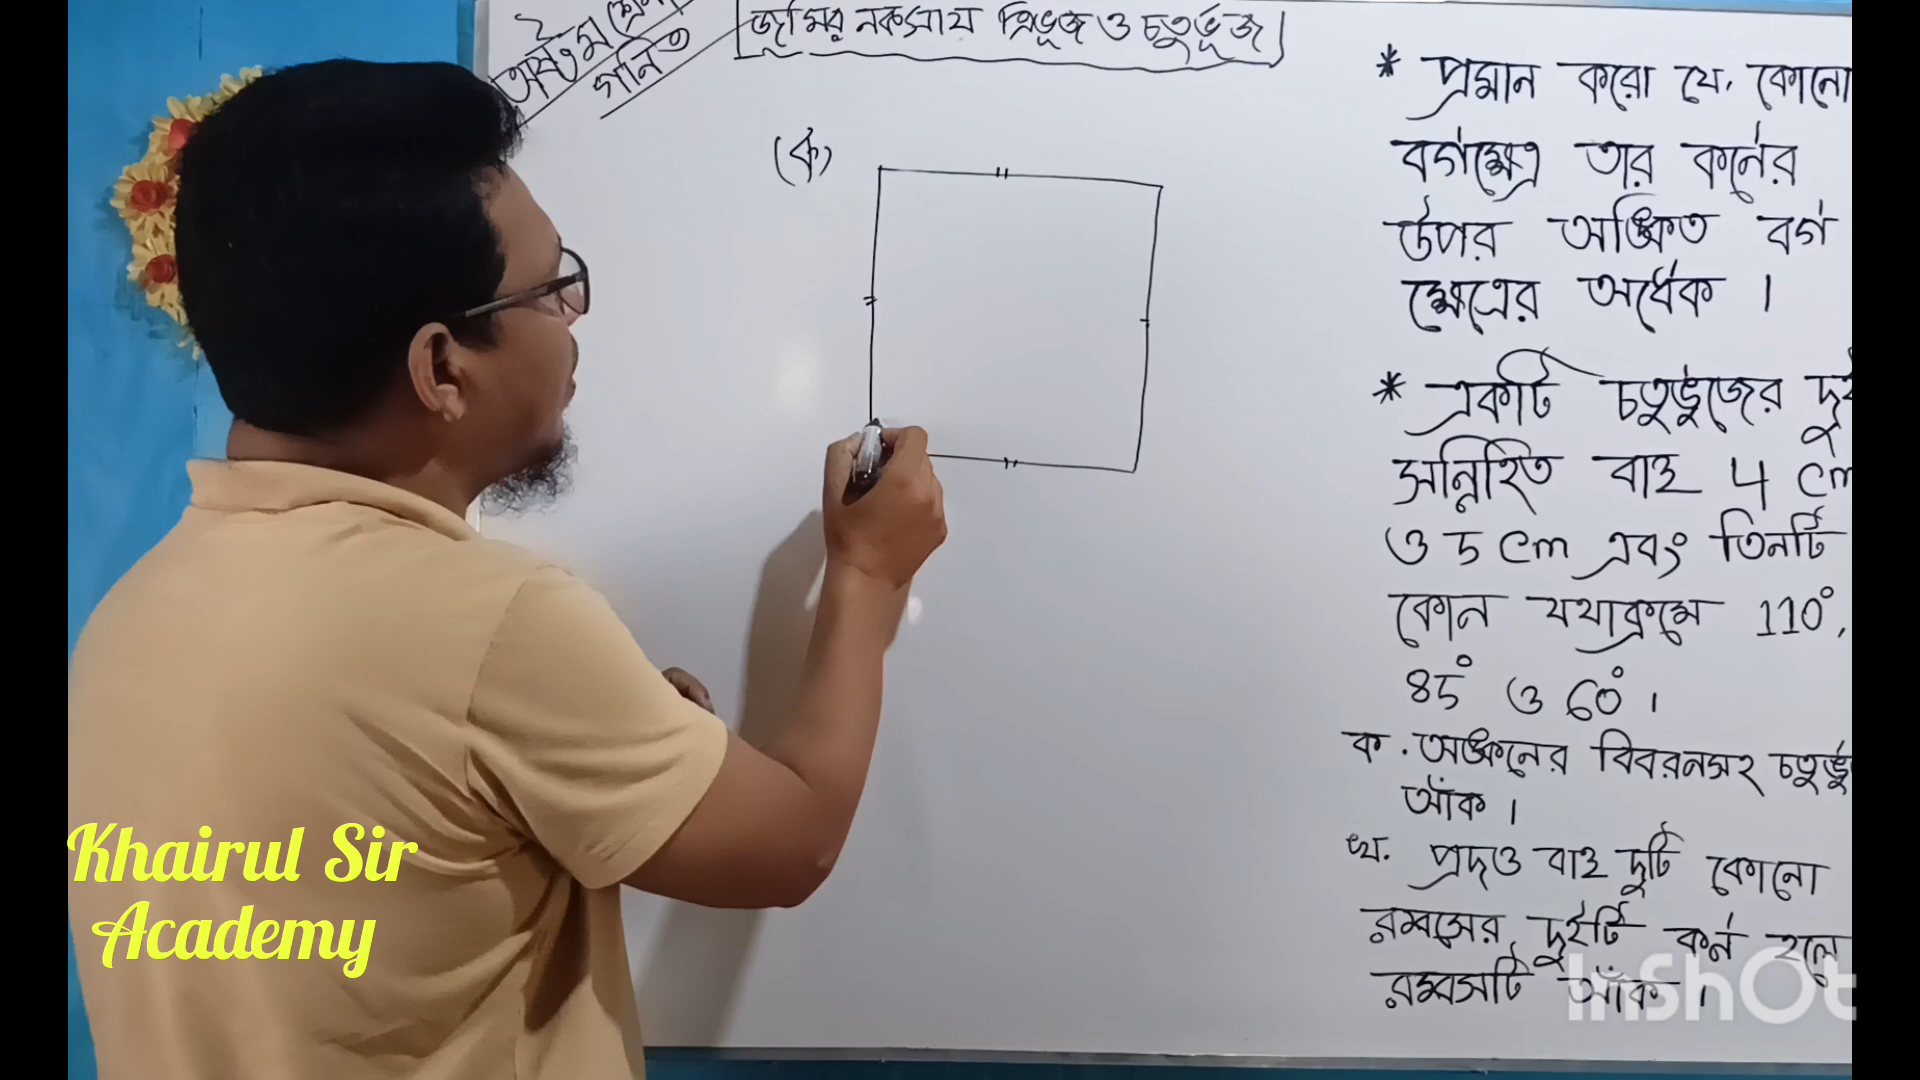 অষ্টম শ্রেণি
গনিত
জমির নকসায় ত্রিভূজ ও চতুর্ভূজ
(ক)
* প্রমান করো যে, কোনো
বর্গক্ষেত্র তার কর্নের
উপর অঙ্কিত বর্গ
ক্ষেত্রের অর্ধেক ।
* একটি চতুর্ভুজের দুই
সন্নিহিত বাহু 4 cm
ও 5 cm এবং তিনটি
কোন যথাক্রমে 110°,
85° ও 60° ।
ক. অঙ্কনের বিবরনসহ চতুর্ভু
আঁক ।
খ. প্রদত্ত বাহু দুটি কোনো
রম্বসের দুইটি কর্ন হলে
রম্বসটি আঁক ।
Khairul Sir
Academy
InShOt